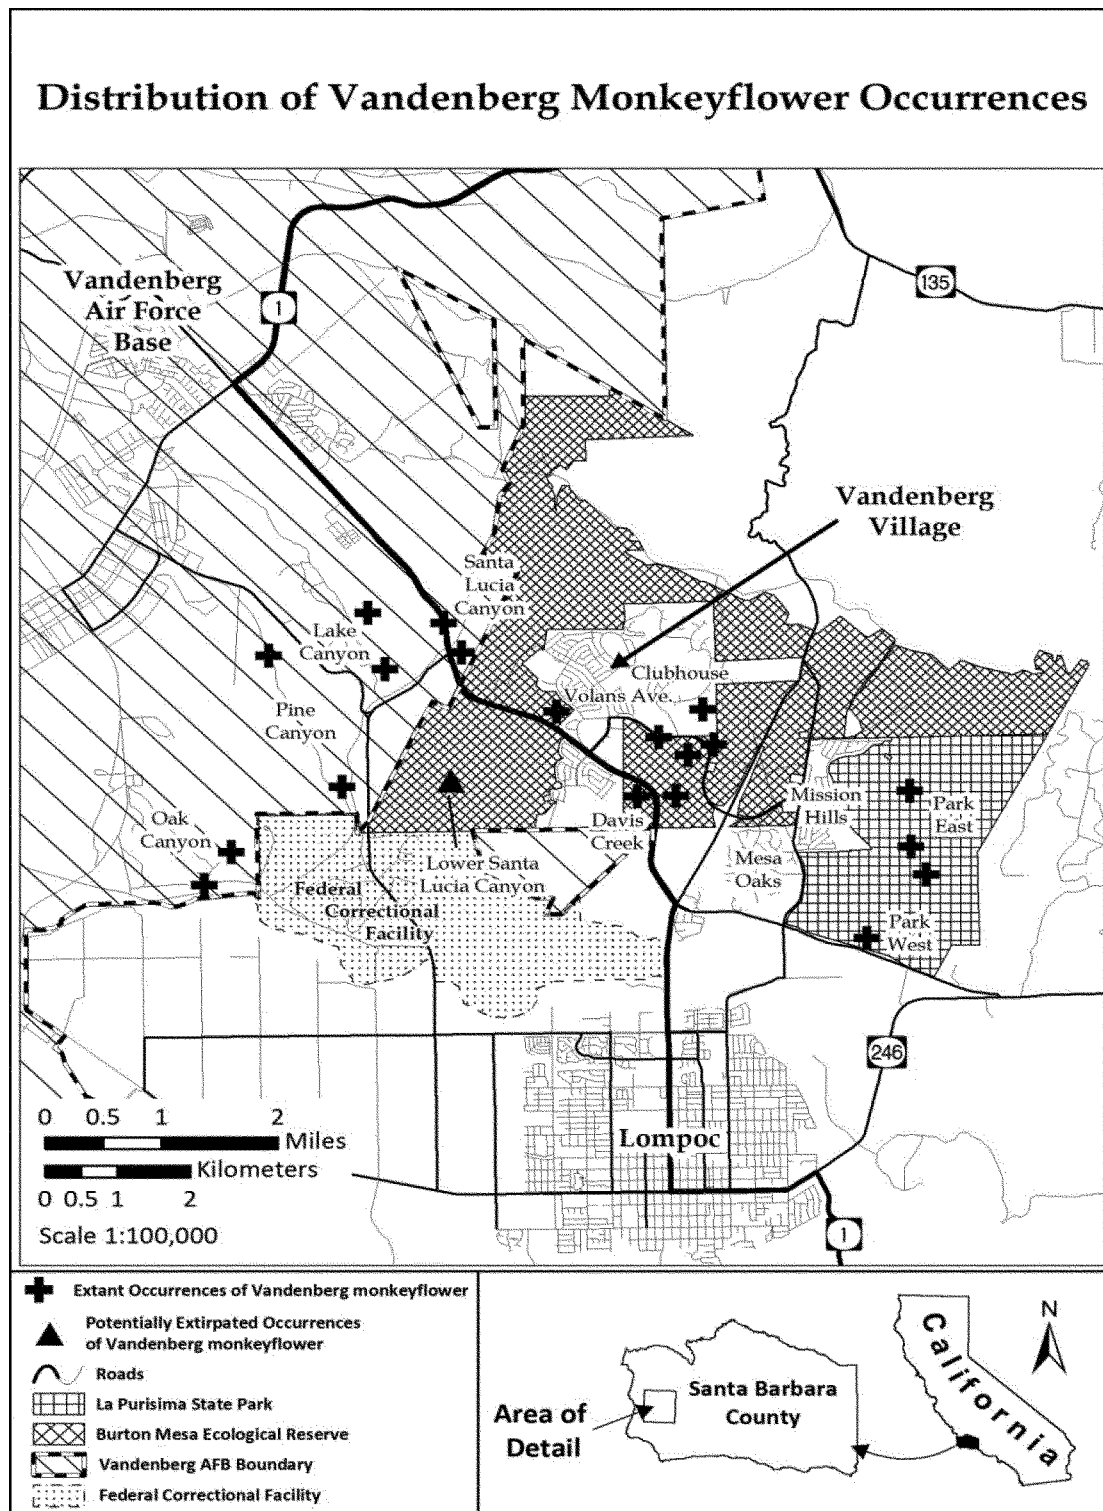 Distribution of Vandenberg Monkeyflower Occurrences
Vandenberg
Air Force
Base
1
135
Vandenberg
Village
Santa
Lucia
Canyon
Lake
Canyon
Clubhouse
Volans Ave.
Pine
Canyon
Oak
Canyon
Mission
Hills
Park
East
Davis
Creek
Mesa
Oaks
Lower Santa
Lucia Canyon
Federal
Correctional
Facility
Park
West
246
Lompoc
1
0 0.5 1 2
Miles
Kilometers
0 0.5 1 2
Scale 1:100,000
Extant Occurrences of Vandenberg monkeyflower
Potentially Extirpated Occurrences
of Vandenberg monkeyflower
Roads
La Purisima State Park
Burton Mesa Ecological Reserve
Vandenberg AFB Boundary
Federal Correctional Facility
Area of
Detail
Santa Barbara
County
California
N